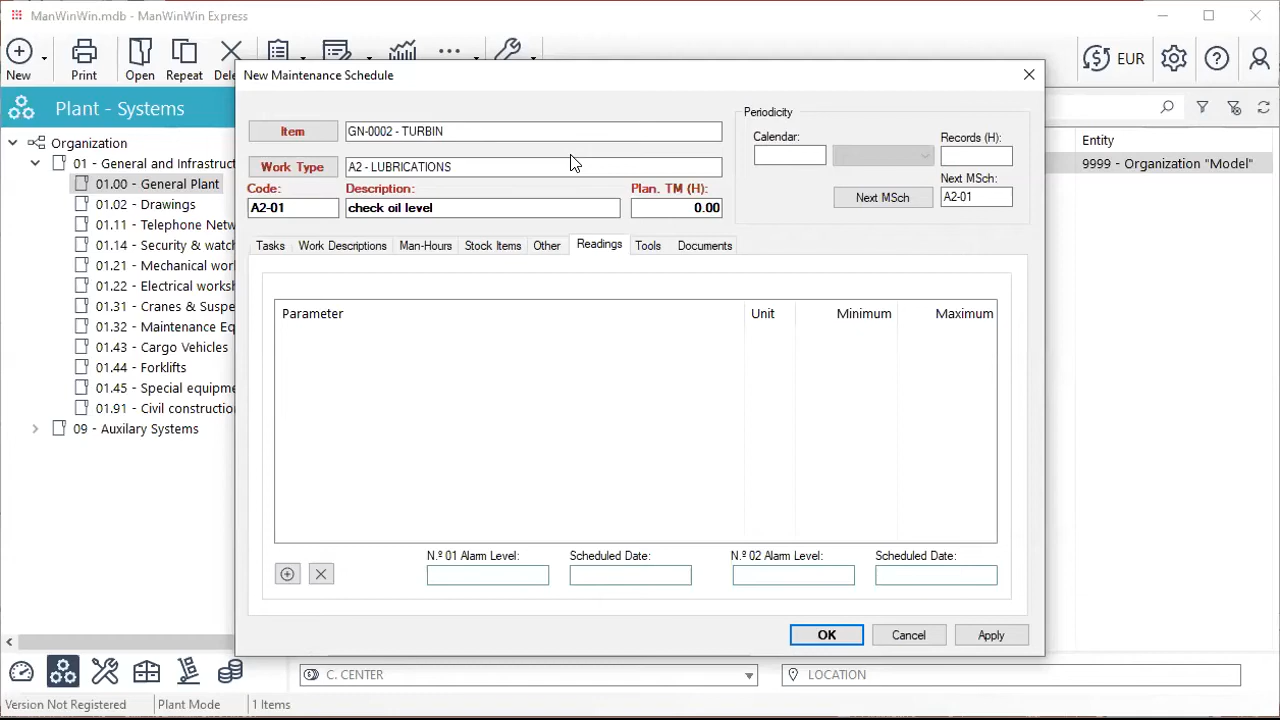 ManWinWin.mdb - ManWinWin Express
New
Print
Open
Repeat
Dele
EUR
New Maintenance Schedule
Plant - Systems
Organization
01 - General and Infrastruct
01.00 - General Plant
01.02 - Drawings
01.11 - Telephone Netw
01.14 - Security & watch
01.21 - Mechanical work
01.22 - Electrical worksh
01.31 - Cranes & Suspe
01.32 - Maintenance Eq
01.43 - Cargo Vehicles
01.44 - Forklifts
01.45 - Special equipme
01.91 - Civil constructio
09 - Auxilary Systems
Item
GN-0002 - TURBIN
Work Type
A2 - LUBRICATIONS
Code:
Description:
Plan. TM (H):
A2-01
check oil level
0.00
Periodicity
Calendar:
Records (H):
Next MSch:
Next MSch
A2-01
Tasks
Work Descriptions
Man-Hours
Stock Items
Other
Readings
Tools
Documents
Parameter
Unit
Minimum
Maximum
N.º 01 Alarm Level:
Scheduled Date:
N.º 02 Alarm Level:
Scheduled Date:
OK
Cancel
Apply
Entity
9999 - Organization "Model"
C. CENTER
LOCATION
Version Not Registered
Plant Mode
1 Items